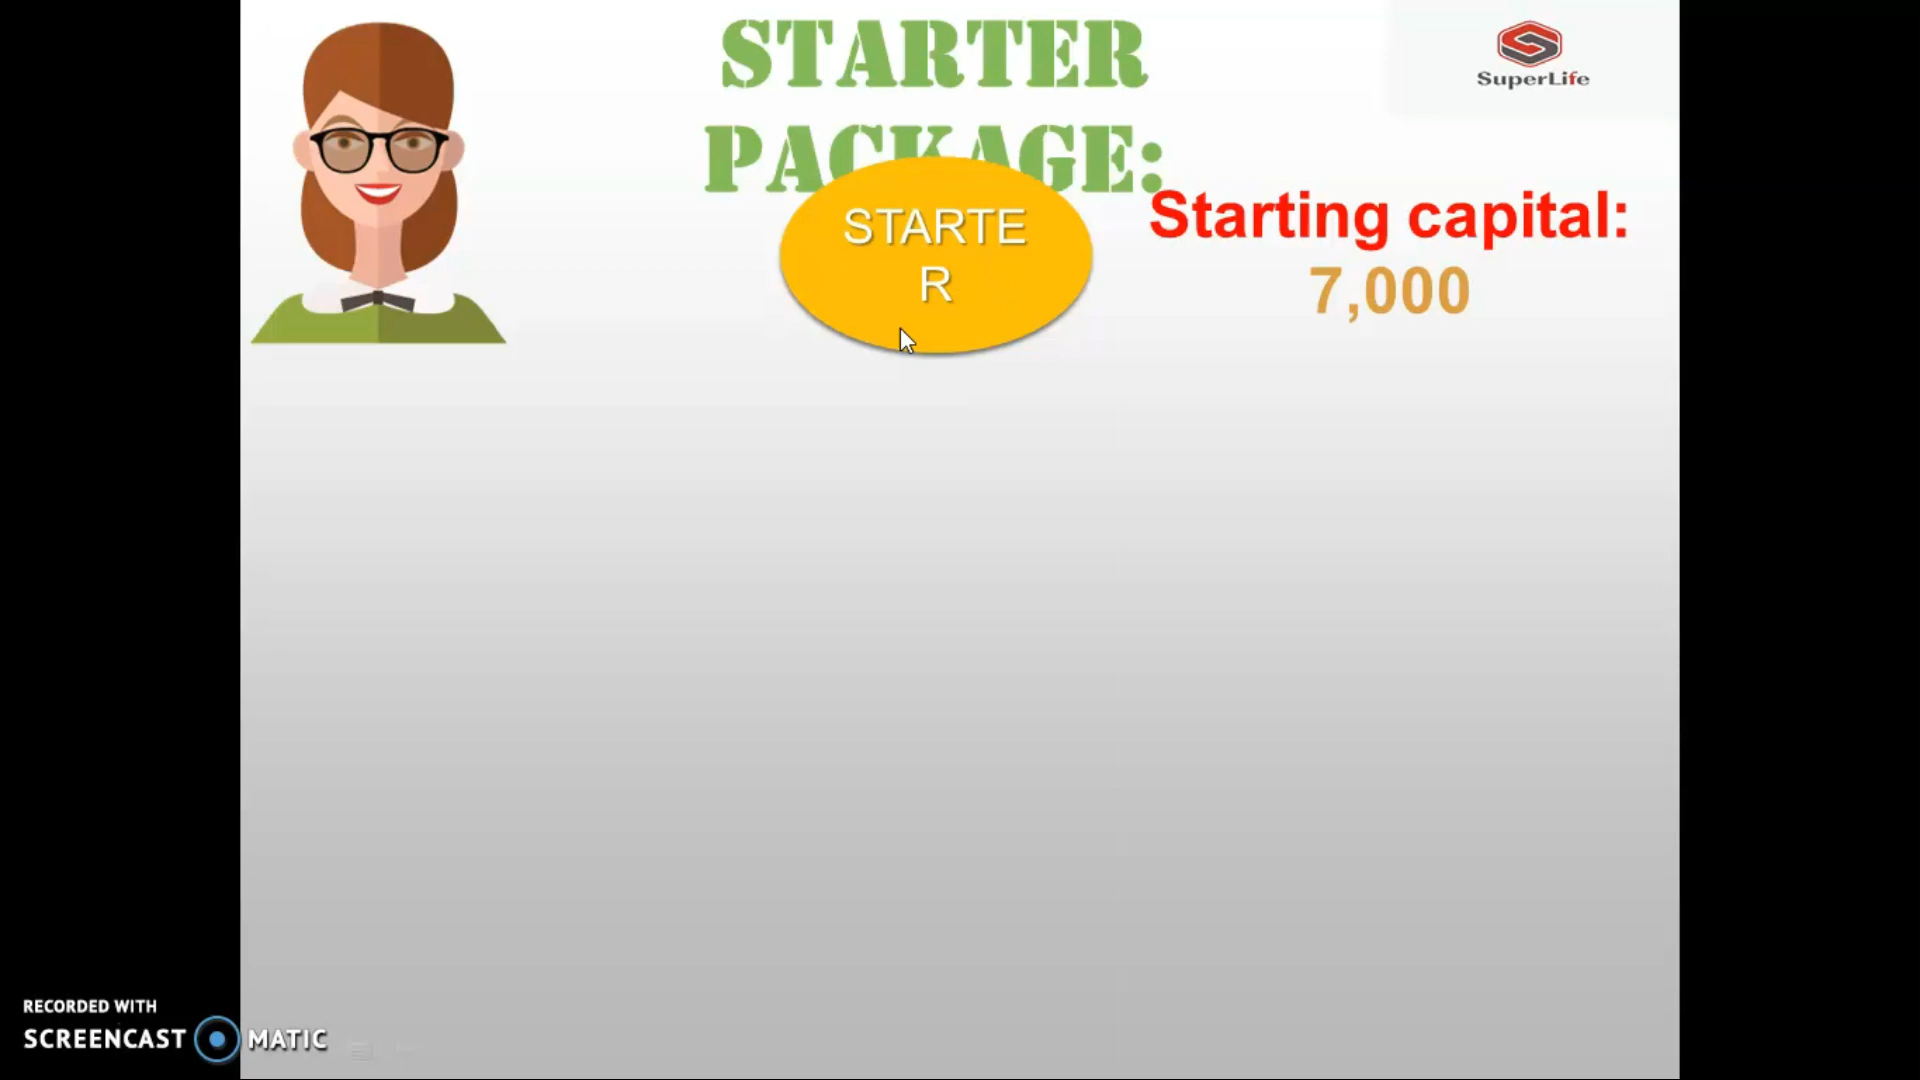 STARTER
PACKAGE:
SuperLife
STARTE
R
Starting capital:
7,000
RECORDED WITH
SCREENCAST MATIC